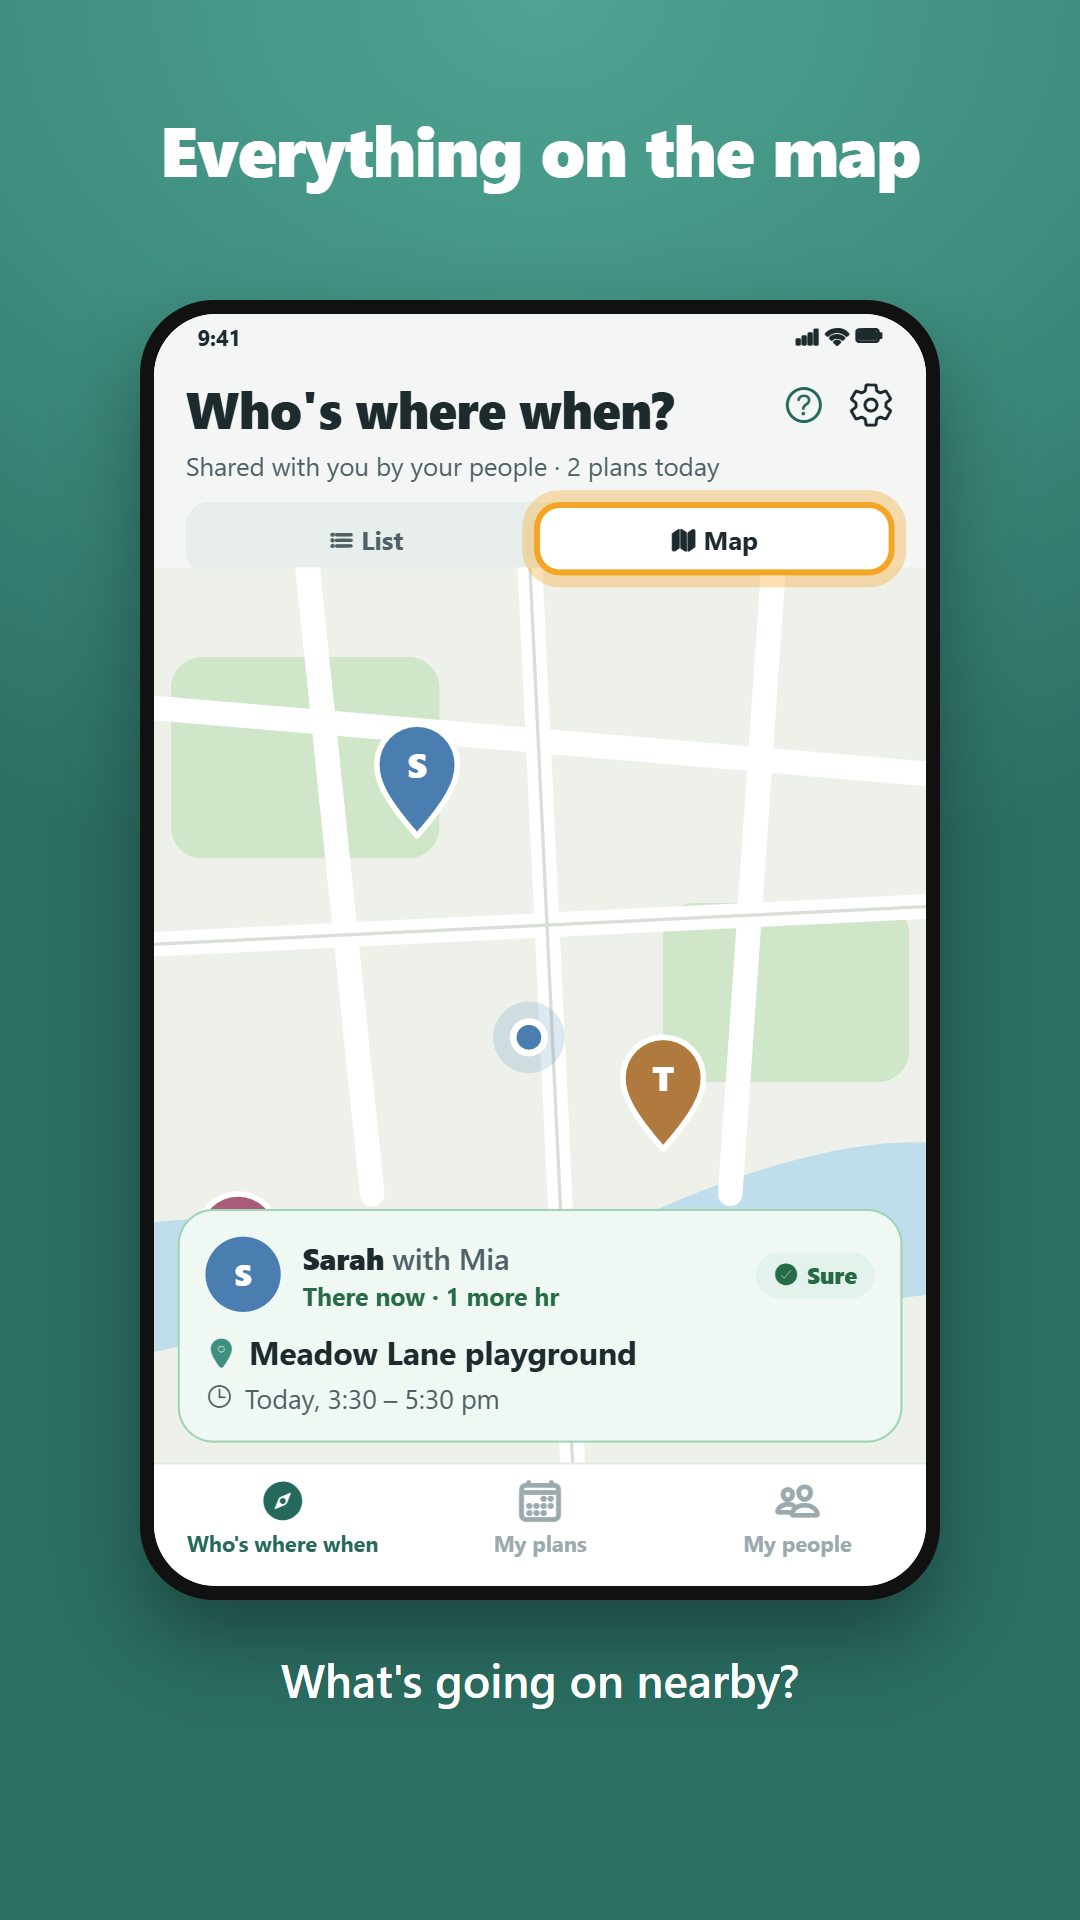 Everything on the map
9:41
Who's where when?
Shared with you by your people · 2 plans today
List
Map
S
T
S
Sarah with Mia
Sure
There now · 1 more hr
Meadow Lane playground
Today, 3:30 – 5:30 pm
Who's where when
My plans
My people
What's going on nearby?